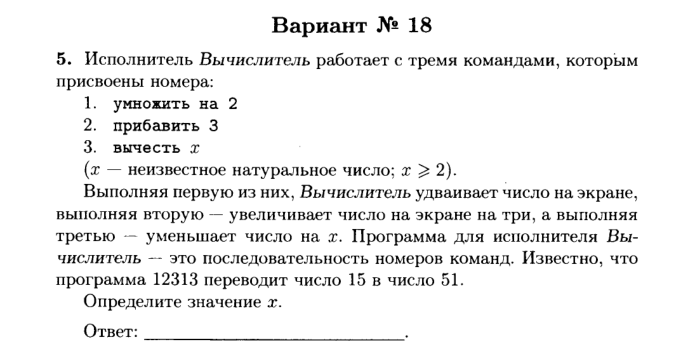 Вариант № 18
5. Исполнитель Вычислитель работает с тремя командами, которым
присвоены номера:
1. умножить на 2
2. прибавить 3
3. вычесть x
(x — неизвестное натуральное число; x ⩾ 2).
Выполняя первую из них, Вычислитель удваивает число на экране,
выполняя вторую — увеличивает число на экране на три, а выполняя
третью — уменьшает число на x. Программа для исполнителя Вы-
числитель — это последовательность номеров команд. Известно, что
программа 12313 переводит число 15 в число 51.
Определите значение x.
Ответ: ______________________________.